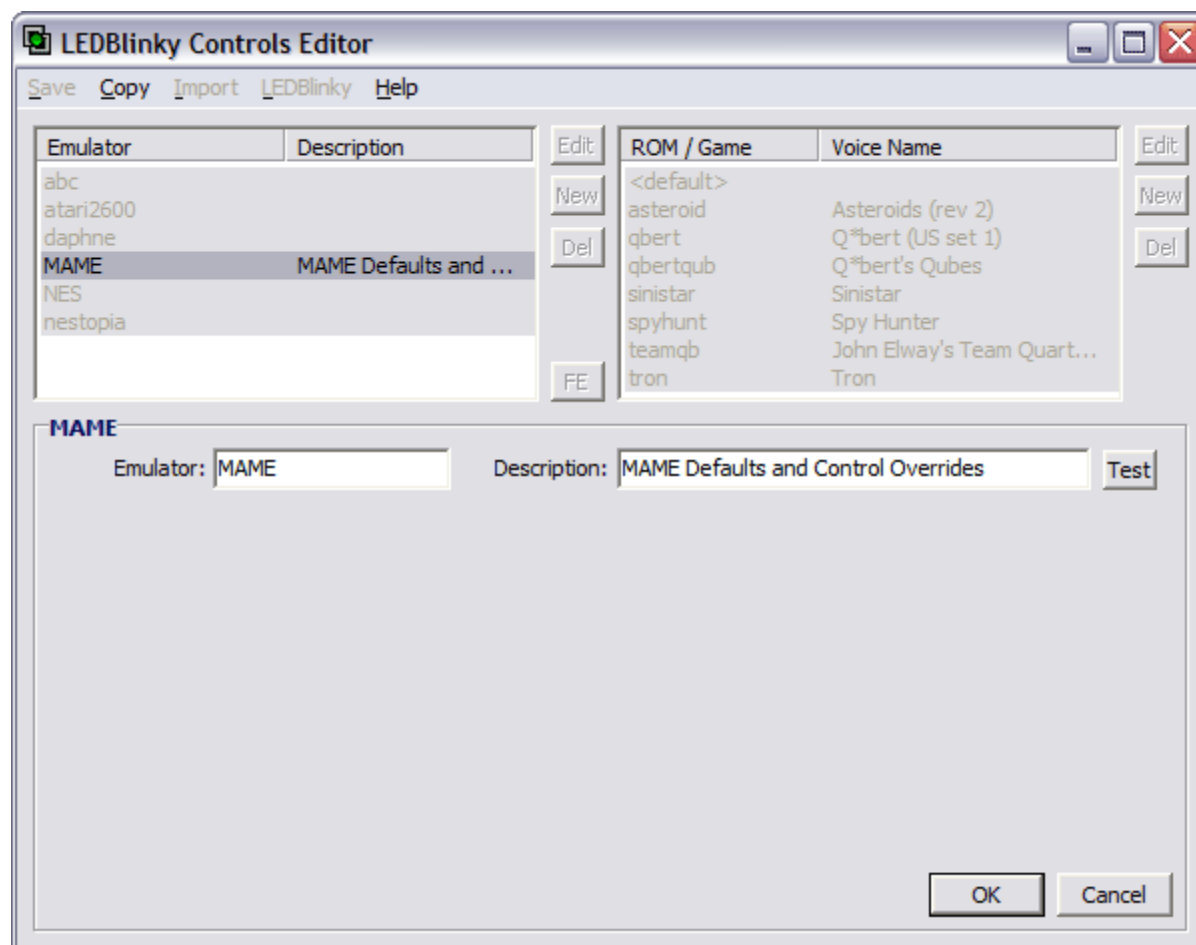 LEDBlinky Controls Editor
Save Copy Import LEDBlinky Help
Emulator Description Edit ROM / Game Voice Name Edit
abc <default>
New New
atari2600 asteroid Asteroids (rev 2)
daphne qbert Q*bert (US set 1)
Del Del
MAME MAME Defaults and ... qbertqub Q*bert's Qubes
NES sinistar Sinistar
nestopia spyhunt Spy Hunter
teamqb John Elway's Team Quart...
FE tron Tron
MAME
Emulator: MAME Description: MAME Defaults and Control Overrides Test
OK Cancel